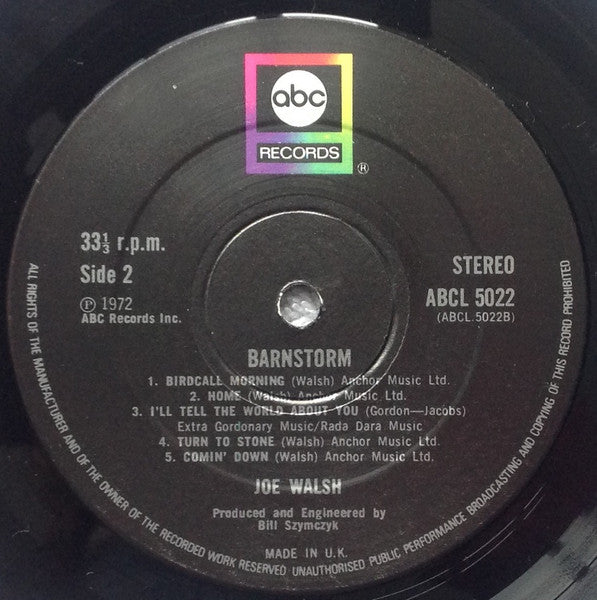 abc
RECORDS
®
33⅓ r.p.m.
Side 2
℗ 1972
ABC Records Inc.
STEREO
ABCL 5022
(ABCL.5022B)
BARNSTORM
1. BIRDCALL MORNING (Walsh) Anchor Music Ltd.
2. HOME (Walsh) Anchor Music Ltd.
3. I'LL TELL THE WORLD ABOUT YOU (Gordon—Jacobs)
Extra Gordonary Music/Rada Dara Music
4. TURN TO STONE (Walsh) Anchor Music Ltd.
5. COMIN' DOWN (Walsh) Anchor Music Ltd.
JOE WALSH
Produced and Engineered by
Bill Szymczyk
MADE IN U.K.
ALL RIGHTS OF THE MANUFACTURER AND OF THE OWNER OF THE RECORDED WORK RESERVED UNAUTHORISED PUBLIC PERFORMANCE BROADCASTING AND COPYING OF THIS RECORD PROHIBITED